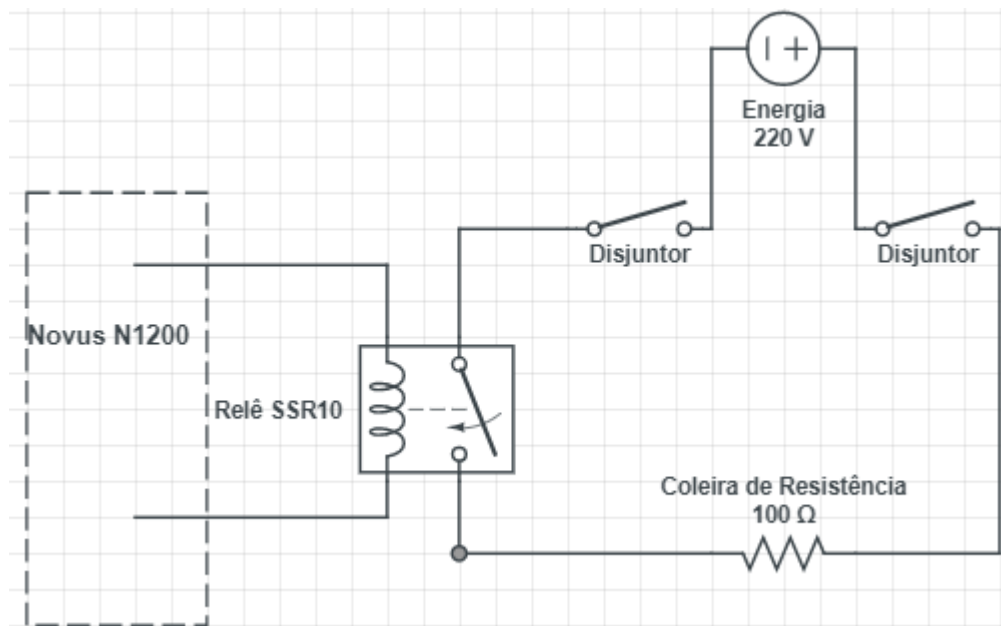 Energia
220 V
Disjuntor
Disjuntor
Novus N1200
Relê SSR10
Coleira de Resistência
100 Ω